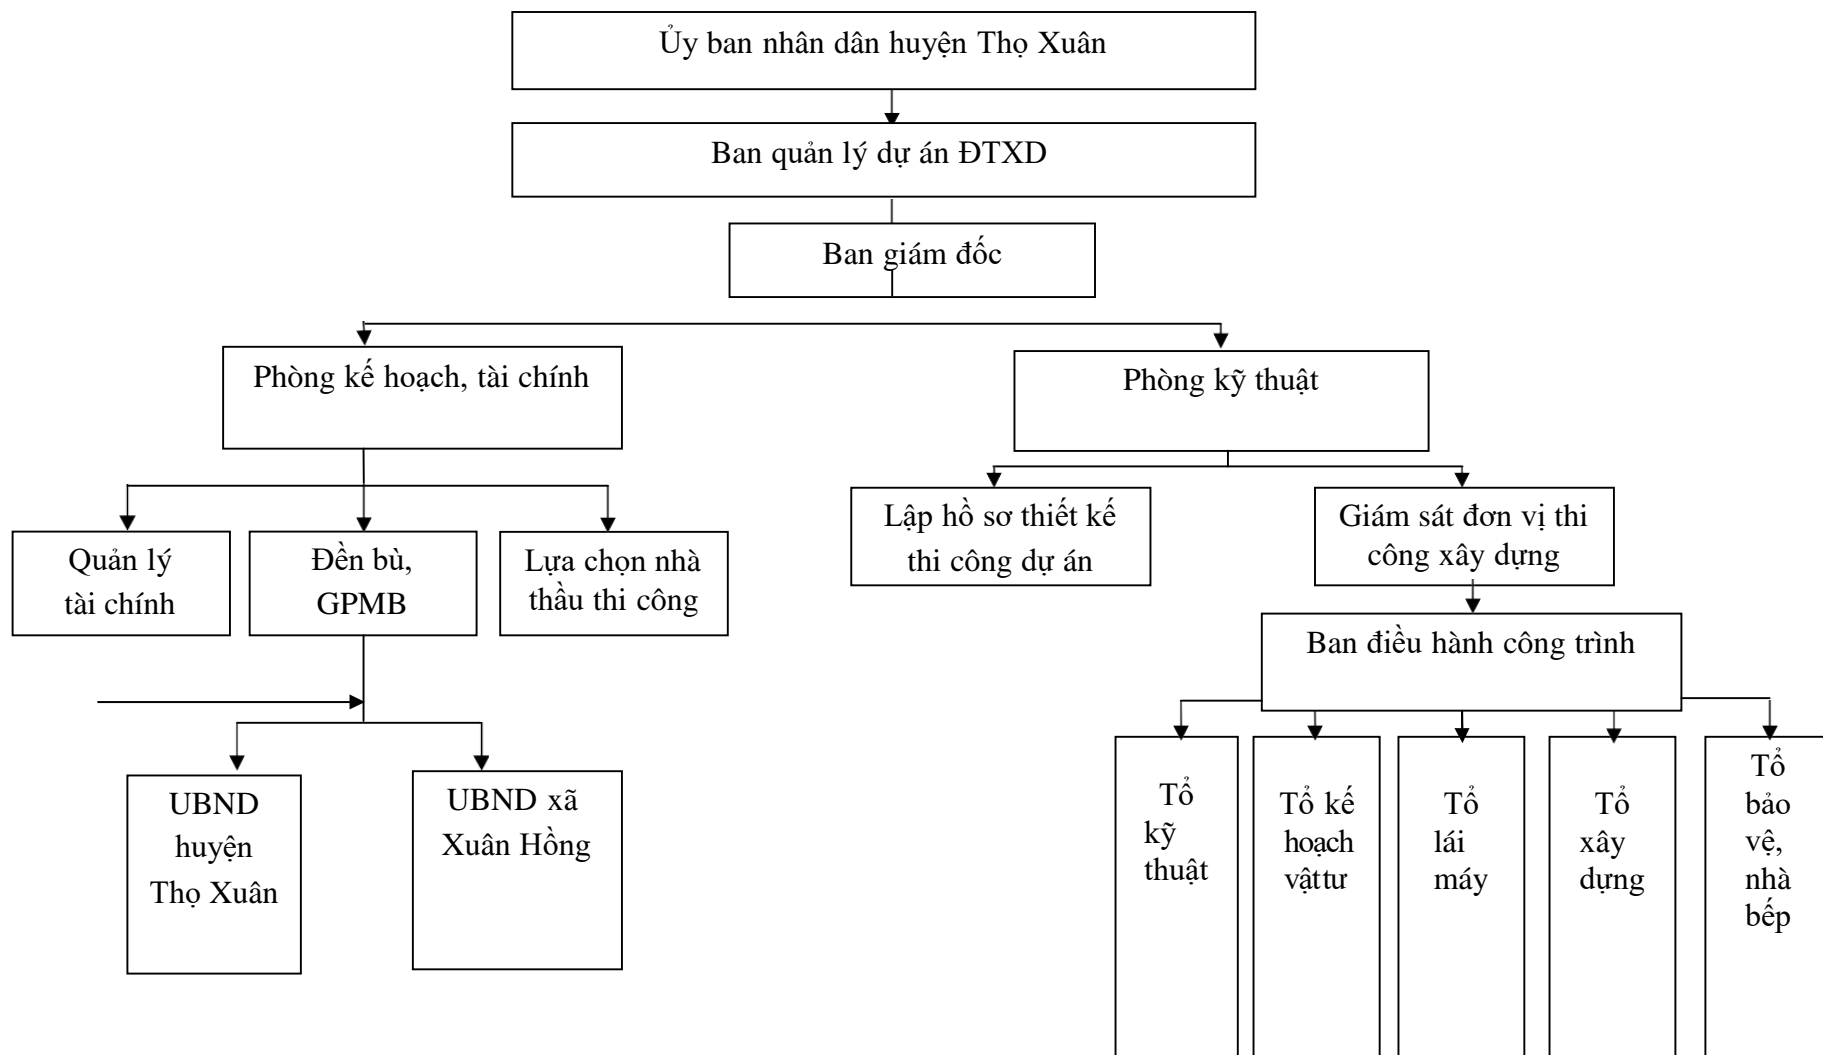 Ủy ban nhân dân huyện Thọ Xuân
Ban quản lý dự án ĐTXD
Ban giám đốc
Phòng kế hoạch, tài chính
Phòng kỹ thuật
Quản lý
tài chính
Đền bù,
GPMB
Lựa chọn nhà
thầu thi công
Lập hồ sơ thiết kế
thi công dự án
Giám sát đơn vị thi
công xây dựng
Ban điều hành công trình
UBND
huyện
Thọ Xuân
UBND xã
Xuân Hồng
Tổ
kỹ
thuật
Tổ kế
hoạch
vật tư
Tổ
lái
máy
Tổ
xây
dựng
Tổ
bảo
vệ,
nhà
bếp